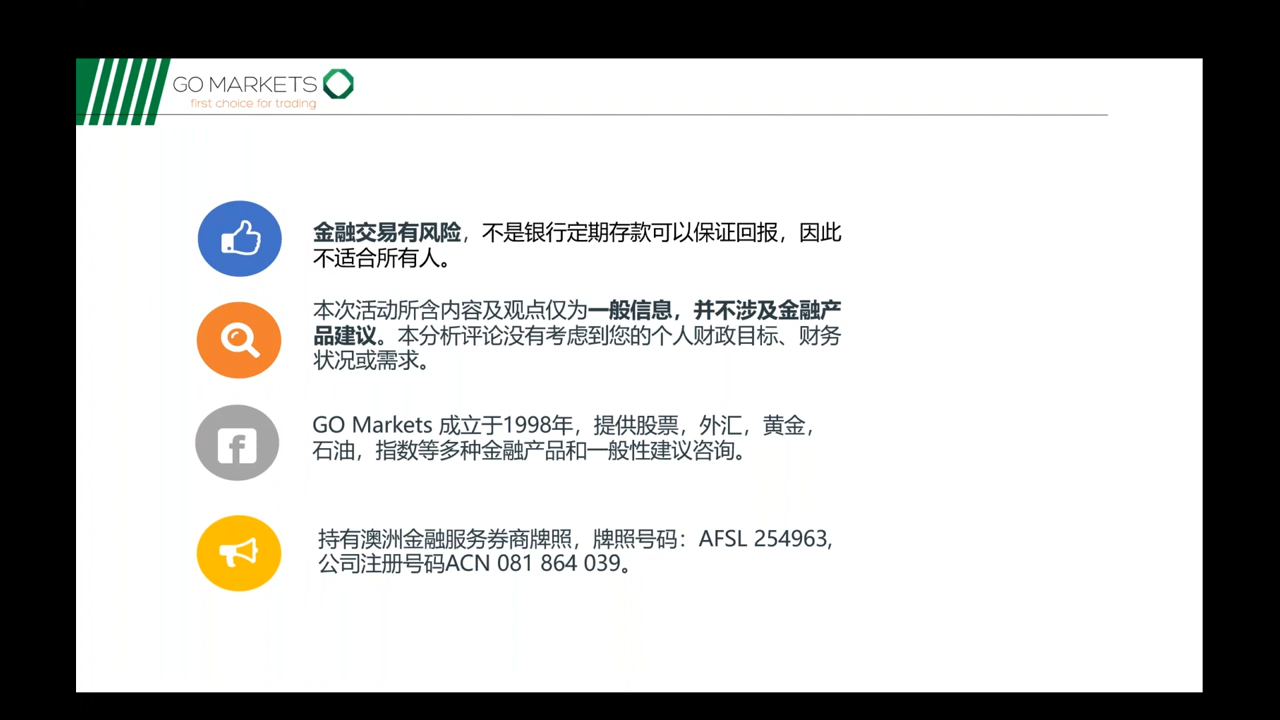 GO MARKETS
first choice for trading
金融交易有风险，不是银行定期存款可以保证回报，因此
不适合所有人。
本次活动所含内容及观点仅为一般信息，并不涉及金融产
品建议。本分析评论没有考虑到您的个人财政目标、财务
状况或需求。
GO Markets 成立于1998年，提供股票，外汇，黄金，
石油，指数等多种金融产品和一般性建议咨询。
持有澳洲金融服务券商牌照，牌照号码：AFSL 254963,
公司注册号码ACN 081 864 039。